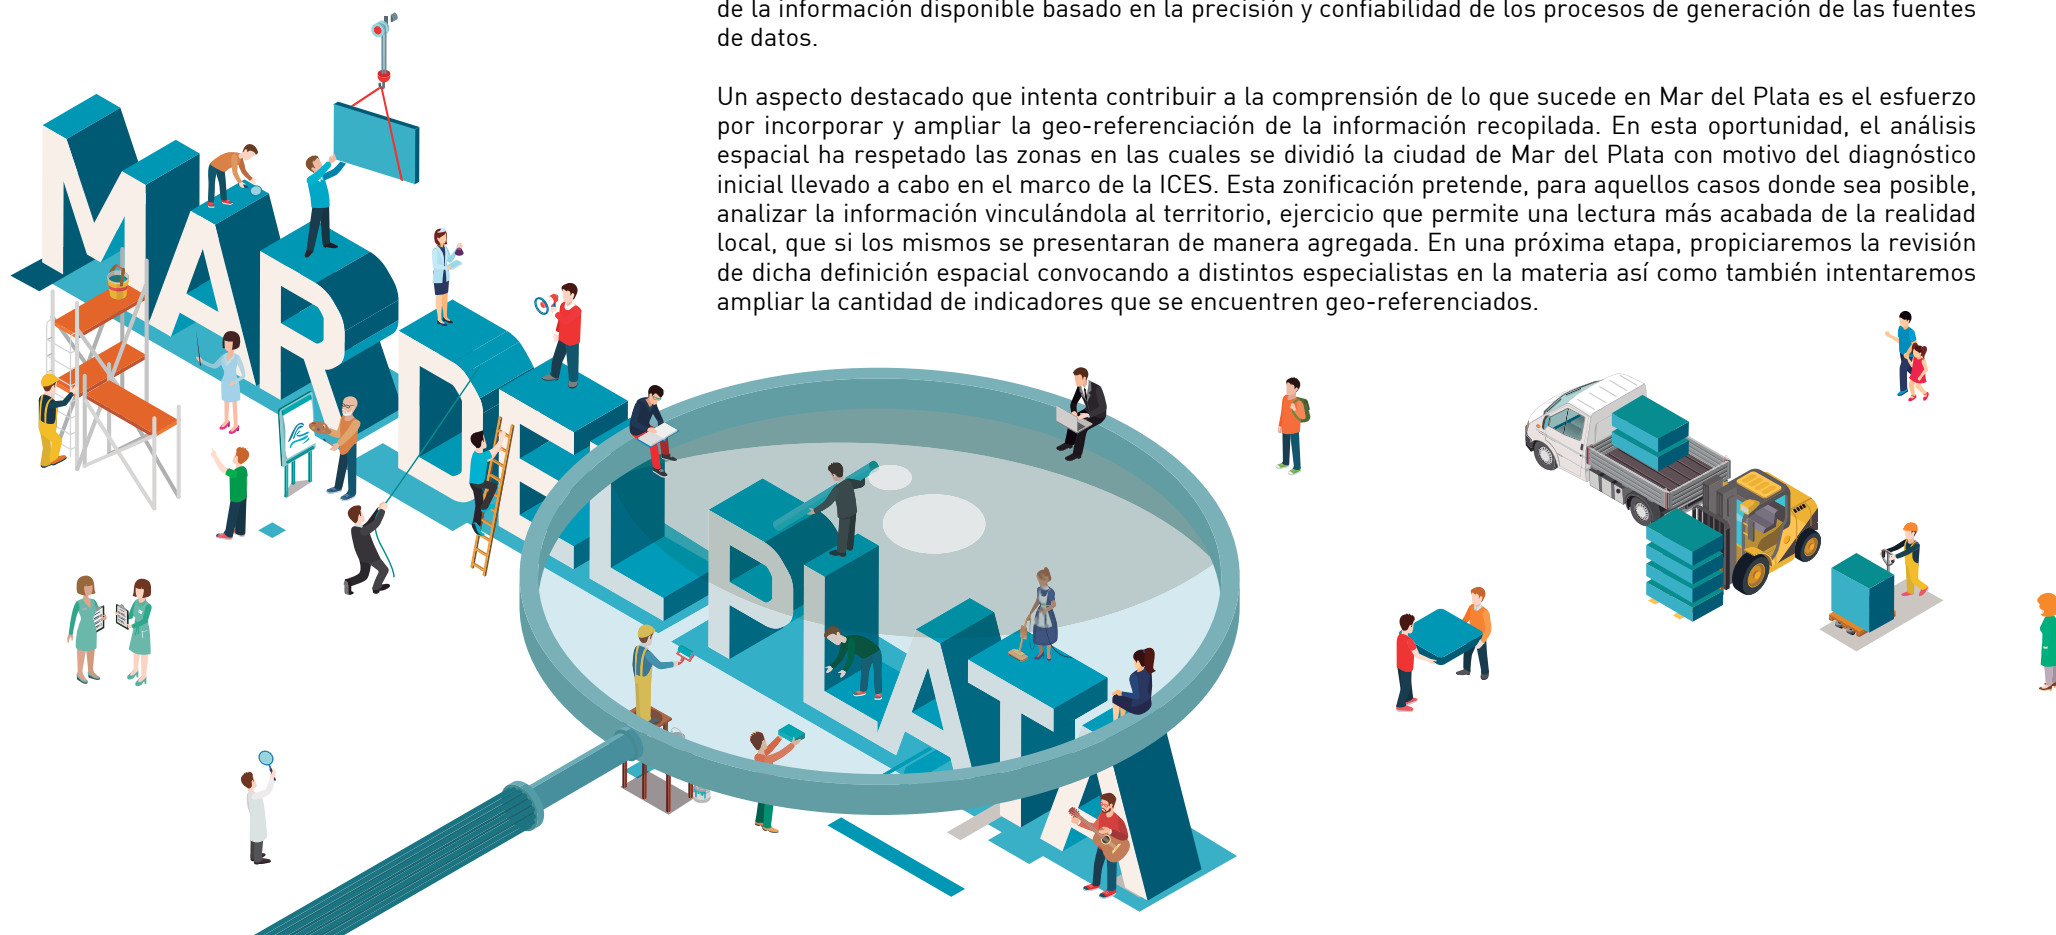 de la información disponible basado en la precisión y confiabilidad de los procesos de generación de las fuentes
de datos.
Un aspecto destacado que intenta contribuir a la comprensión de lo que sucede en Mar del Plata es el esfuerzo
por incorporar y ampliar la geo-referenciación de la información recopilada. En esta oportunidad, el análisis
espacial ha respetado las zonas en las cuales se dividió la ciudad de Mar del Plata con motivo del diagnóstico
inicial llevado a cabo en el marco de la ICES. Esta zonificación pretende, para aquellos casos donde sea posible,
analizar la información vinculándola al territorio, ejercicio que permite una lectura más acabada de la realidad
local, que si los mismos se presentaran de manera agregada. En una próxima etapa, propiciaremos la revisión
de dicha definición espacial convocando a distintos especialistas en la materia así como también intentaremos
ampliar la cantidad de indicadores que se encuentren geo-referenciados.
MAR DEL PLATA